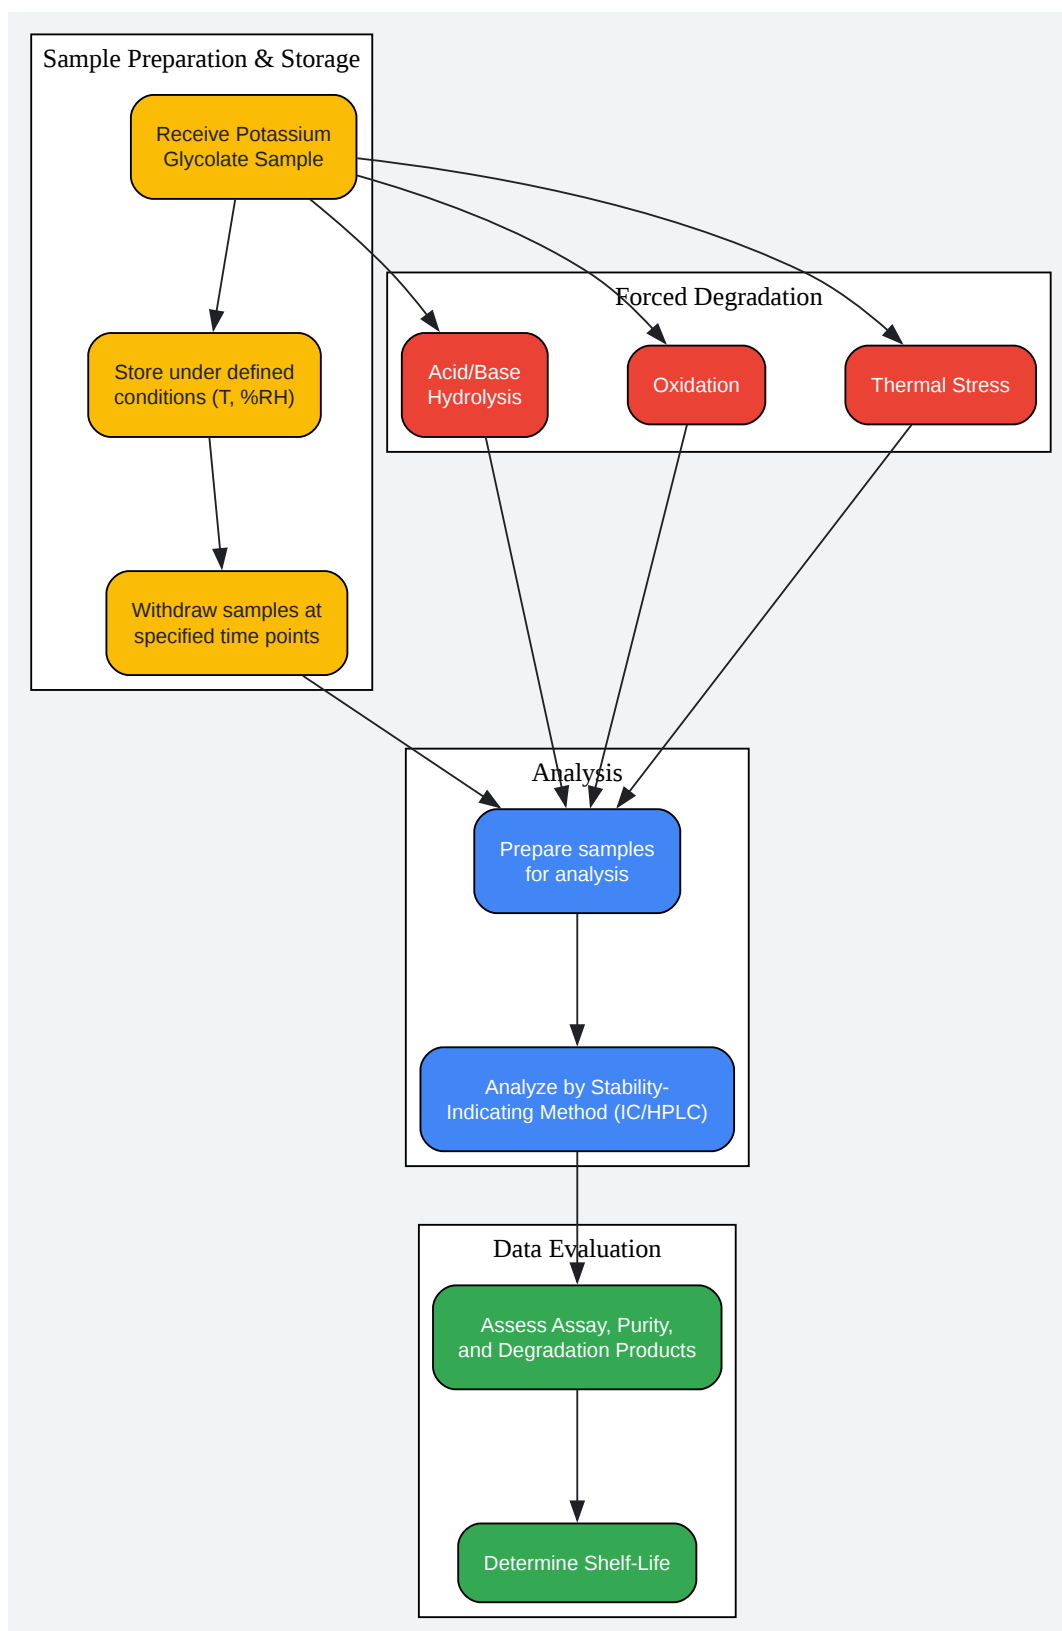 Sample Preparation & Storage
Receive Potassium
Glycolate Sample
Store under defined
conditions (T, %RH)
Withdraw samples at
specified time points
Forced Degradation
Acid/Base
Hydrolysis
Oxidation
Thermal Stress
Analysis
Prepare samples
for analysis
Analyze by Stability-
Indicating Method (IC/HPLC)
Data Evaluation
Assess Assay, Purity,
and Degradation Products
Determine Shelf-Life